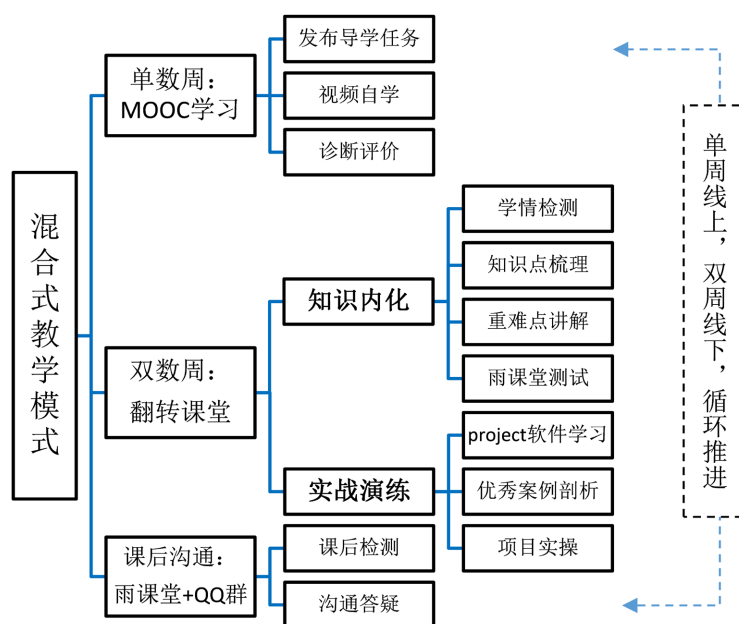 混合式教学模式
单数周：
MOOC学习
发布导学任务
视频自学
诊断评价
双数周：
翻转课堂
知识内化
学情检测
知识点梳理
重难点讲解
雨课堂测试
实战演练
project软件学习
优秀案例剖析
项目实操
课后沟通：
雨课堂+QQ群
课后检测
沟通答疑
单周线上，双周线下，循环推进